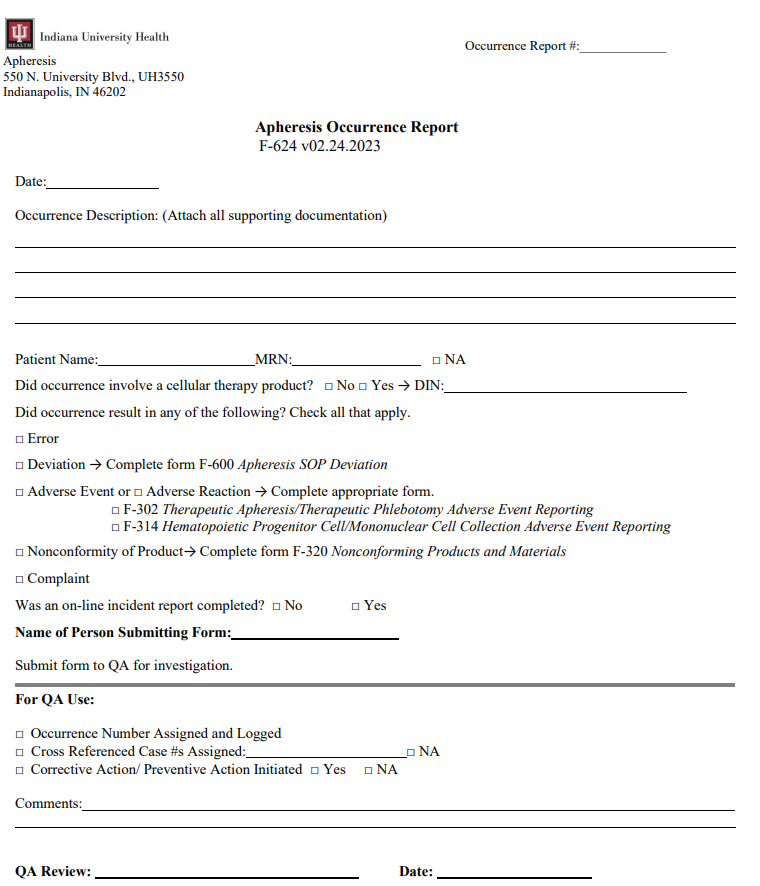 Indiana University Health
HEALTH
Occurrence Report #:_____________
Apheresis
550 N. University Blvd., UH3550
Indianapolis, IN 46202
Apheresis Occurrence Report
F-624 v02.24.2023
Date:________________
Occurrence Description: (Attach all supporting documentation)
Patient Name:______________________MRN:__________________ □ NA
Did occurrence involve a cellular therapy product? □ No □ Yes → DIN:__________________________________
Did occurrence result in any of the following? Check all that apply.
□ Error
□ Deviation → Complete form F-600 Apheresis SOP Deviation
□ Adverse Event or □ Adverse Reaction → Complete appropriate form.
□ F-302 Therapeutic Apheresis/Therapeutic Phlebotomy Adverse Event Reporting
□ F-314 Hematopoietic Progenitor Cell/Mononuclear Cell Collection Adverse Event Reporting
□ Nonconformity of Product→ Complete form F-320 Nonconforming Products and Materials
□ Complaint
Was an on-line incident report completed? □ No □ Yes
Name of Person Submitting Form:________________________
Submit form to QA for investigation.
For QA Use:
□ Occurrence Number Assigned and Logged
□ Cross Referenced Case #s Assigned:_______________________□ NA
□ Corrective Action/ Preventive Action Initiated □ Yes □ NA
Comments:______________________________________________
QA Review: ______________________ Date: ______________________